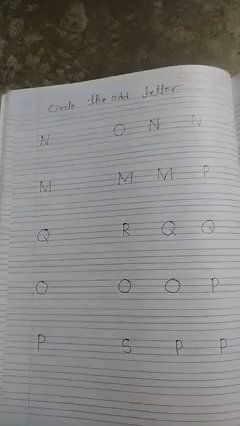 Circle the odd letter
N O N N
M M M P
Q R Q Q
O O O P
P S P P